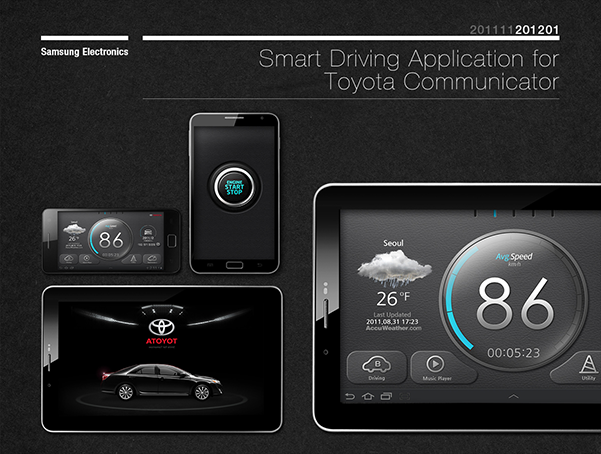 201111201201
Samsung Electronics
Smart Driving Application for
Toyota Communicator
ENGINE
START
STOP
Seoul
26 °F
86
ATOYOT
Seoul
26 °F
Last Updated
2011.08.31 17:23
AccuWeather.com
Avg.Speed
km/h
86
00:05:23
Driving
Music Player
Utility